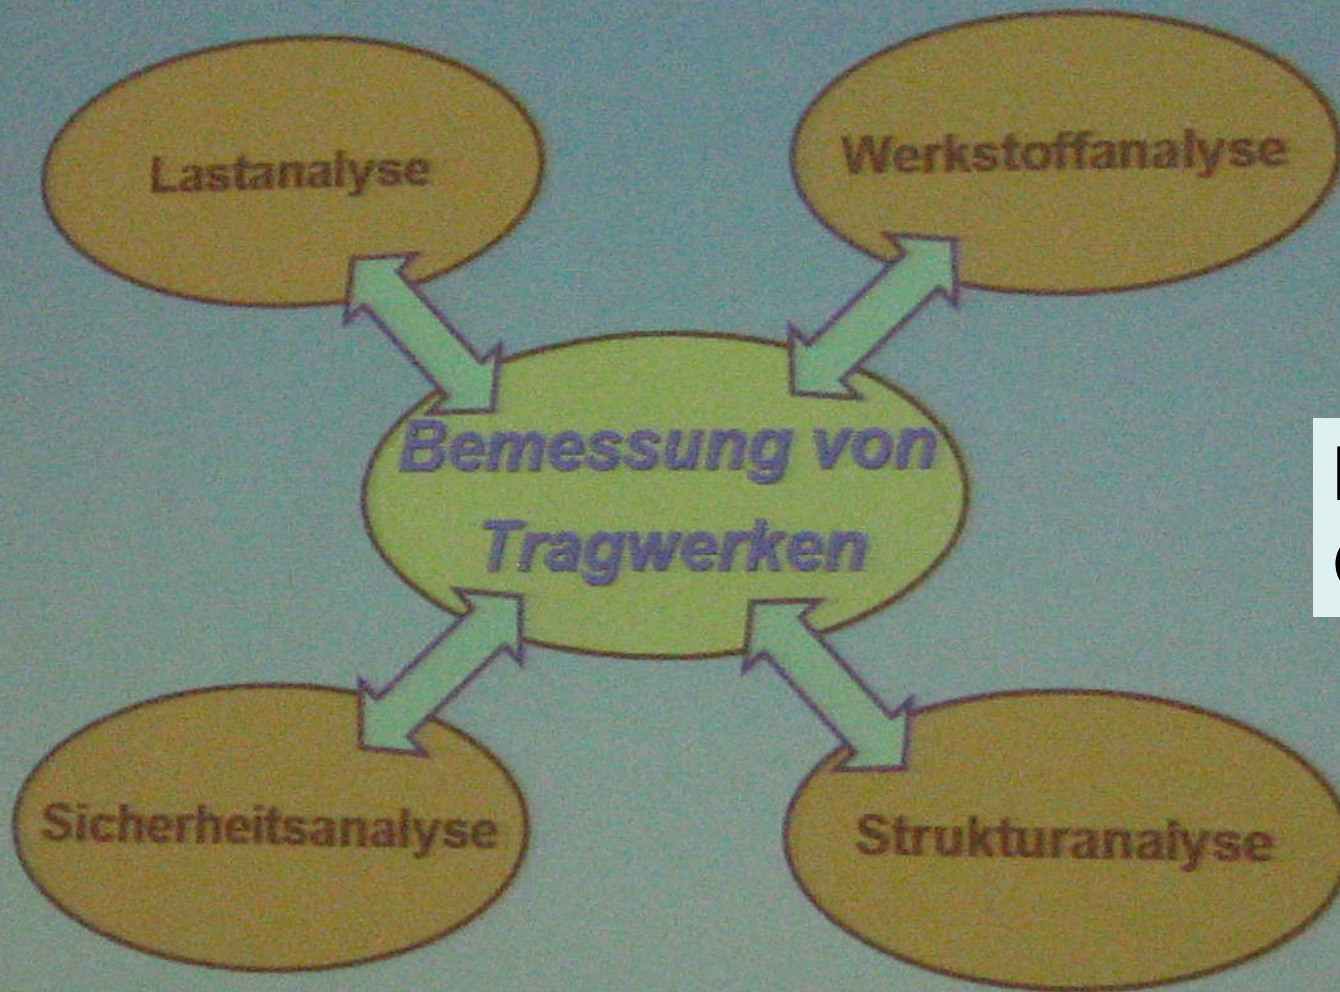 Lastanalyse
Werkstoffanalyse
Bemessung von
Tragwerken
Sicherheitsanalyse
Strukturanalyse